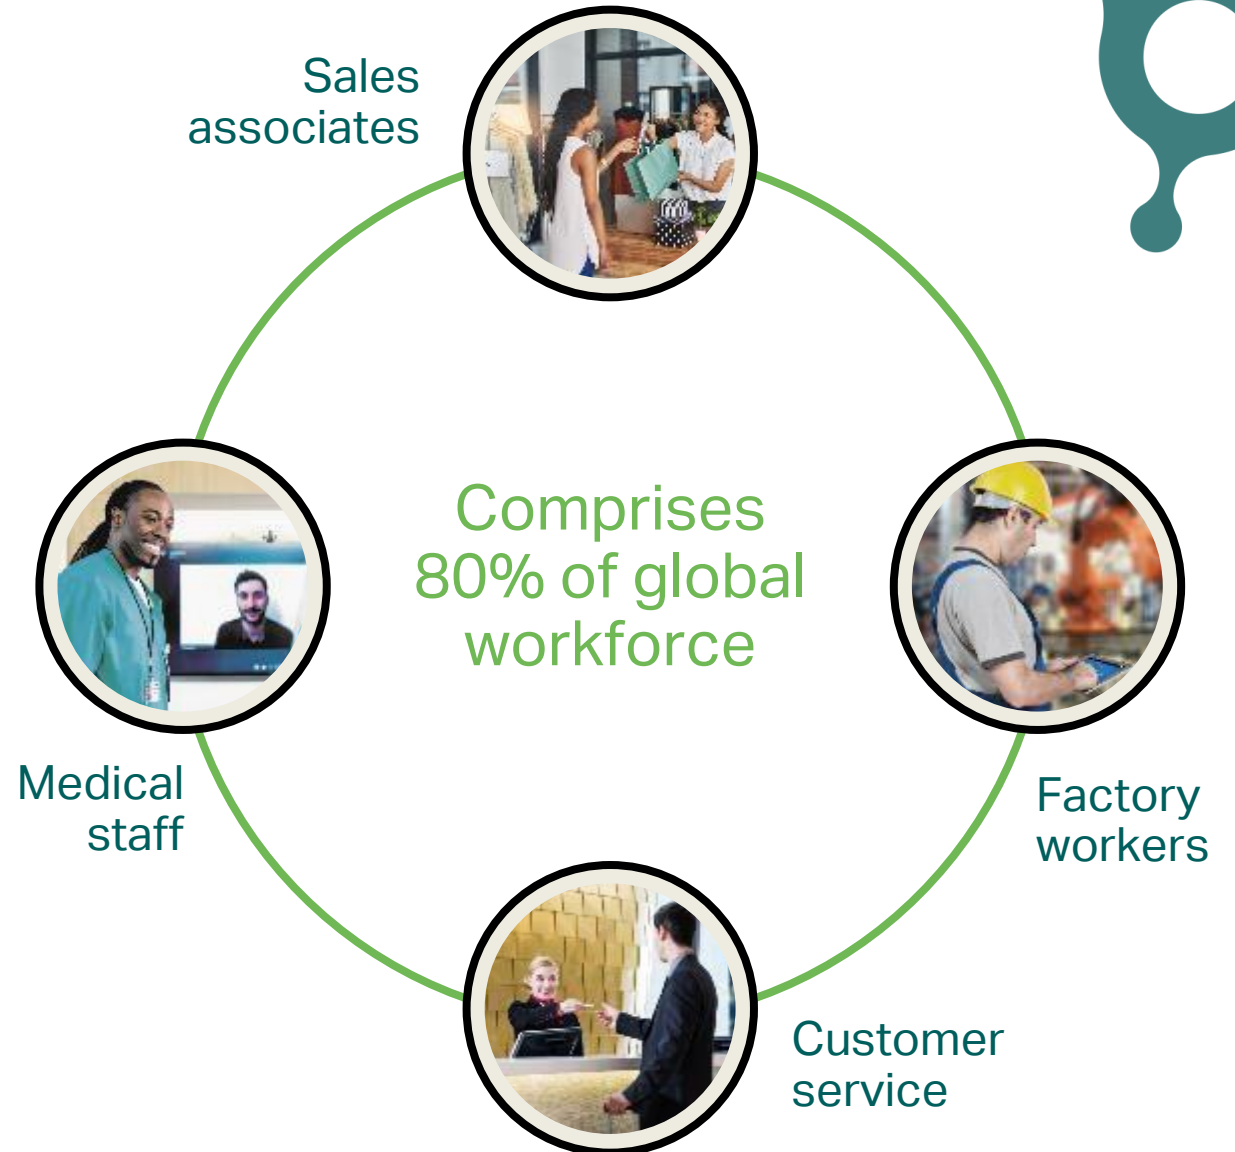 Sales
associates
Comprises
80% of global
workforce
Medical
staff
Factory
workers
Customer
service